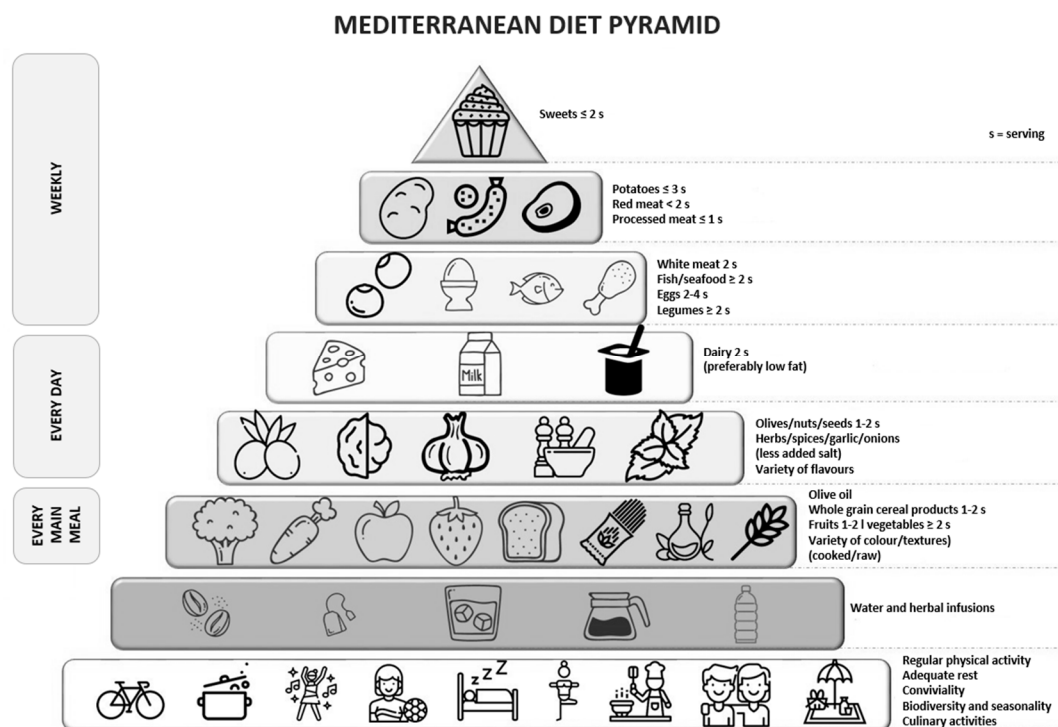 MEDITERRANEAN DIET PYRAMID
WEEKLY
Sweets ≤ 2 s
s = serving
Potatoes ≤ 3 s
Red meat < 2 s
Processed meat ≤ 1 s
White meat 2 s
Fish/seafood ≥ 2 s
Eggs 2-4 s
Legumes ≥ 2 s
EVERY DAY
Milk
Dairy 2 s
(preferably low fat)
Olives/nuts/seeds 1-2 s
Herbs/spices/garlic/onions
(less added salt)
Variety of flavours
EVERY
MAIN
MEAL
Olive oil
Whole grain cereal products 1-2 s
Fruits 1-2 l vegetables ≥ 2 s
Variety of colour/textures)
(cooked/raw)
Water and herbal infusions
z z Z
Regular physical activity
Adequate rest
Conviviality
Biodiversity and seasonality
Culinary activities